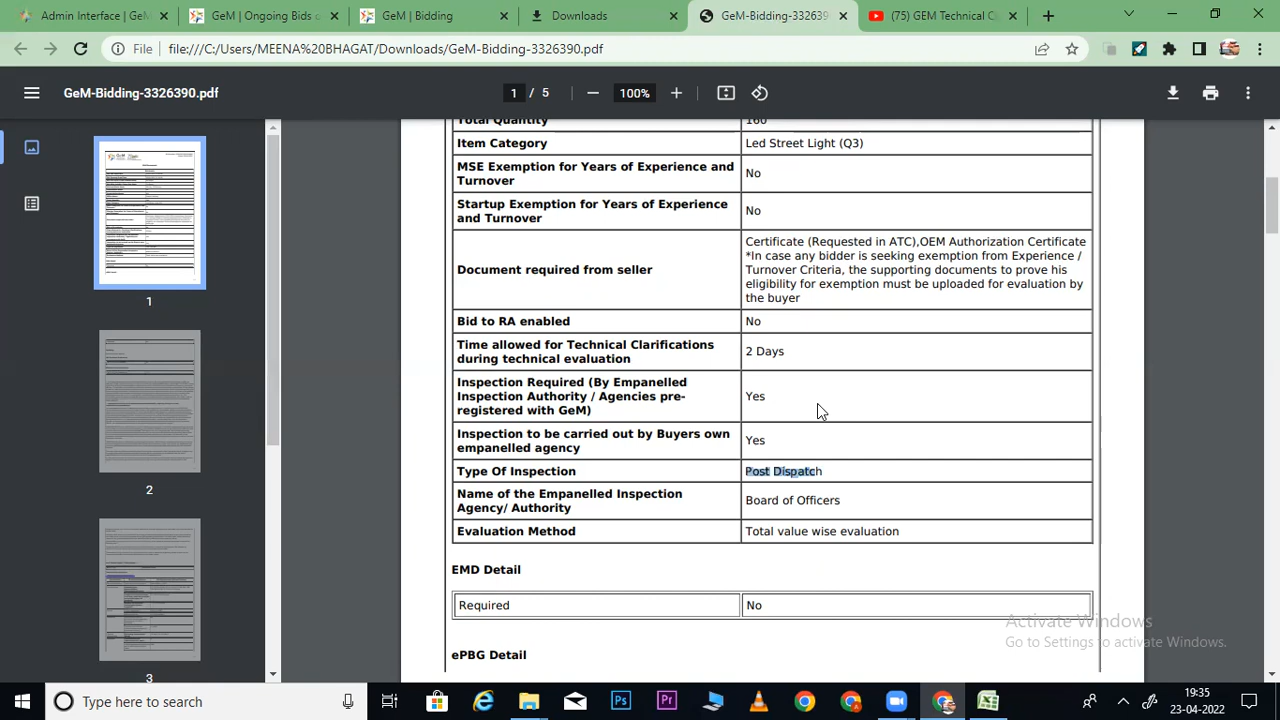 Admin Interface (GeM
GeM | Ongoing Bids
GeM | Bidding
Downloads
GeM-Bidding-3326390
(75) GEM Technical
File file:///C:/Users/MEENA%20BHAGAT/Downloads/GeM-Bidding-3326390.pdf
GeM-Bidding-3326390.pdf
1 / 5
100%
Total Quantity 160
Item Category Led Street Light (Q3)
MSE Exemption for Years of Experience and
Turnover
No
Startup Exemption for Years of Experience
and Turnover
No
Document required from seller
Certificate (Requested in ATC),OEM Authorization Certificate
*In case any bidder is seeking exemption from Experience /
Turnover Criteria, the supporting documents to prove his
eligibility for exemption must be uploaded for evaluation by
the buyer
Bid to RA enabled No
Time allowed for Technical Clarifications
during technical evaluation
2 Days
Inspection Required (By Empanelled
Inspection Authority / Agencies pre-
registered with GeM)
Yes
Inspection to be carried out by Buyers own
empanelled agency
Yes
Type Of Inspection Post Dispatch
Name of the Empanelled Inspection
Agency/ Authority
Board of Officers
Evaluation Method Total value wise evaluation
EMD Detail
Required No
ePBG Detail
1
2
3
Activate Windows
Go to Settings to activate Windows.
Type here to search
19:35
23-04-2022